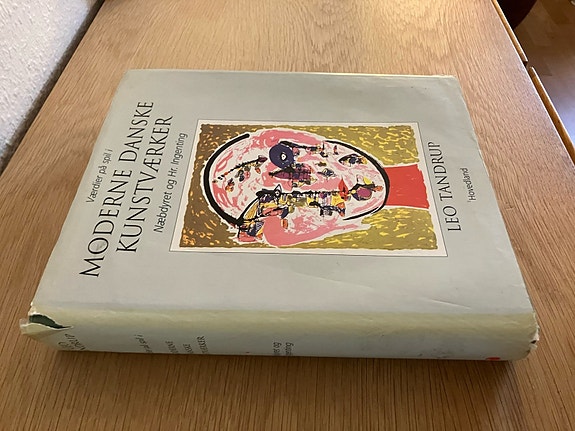 Værdier på spil i
MODERNE DANSKE
KUNSTVÆRKER
Næbdyret og Hr. Ingenting
LEO TANDRUP
Hovedland